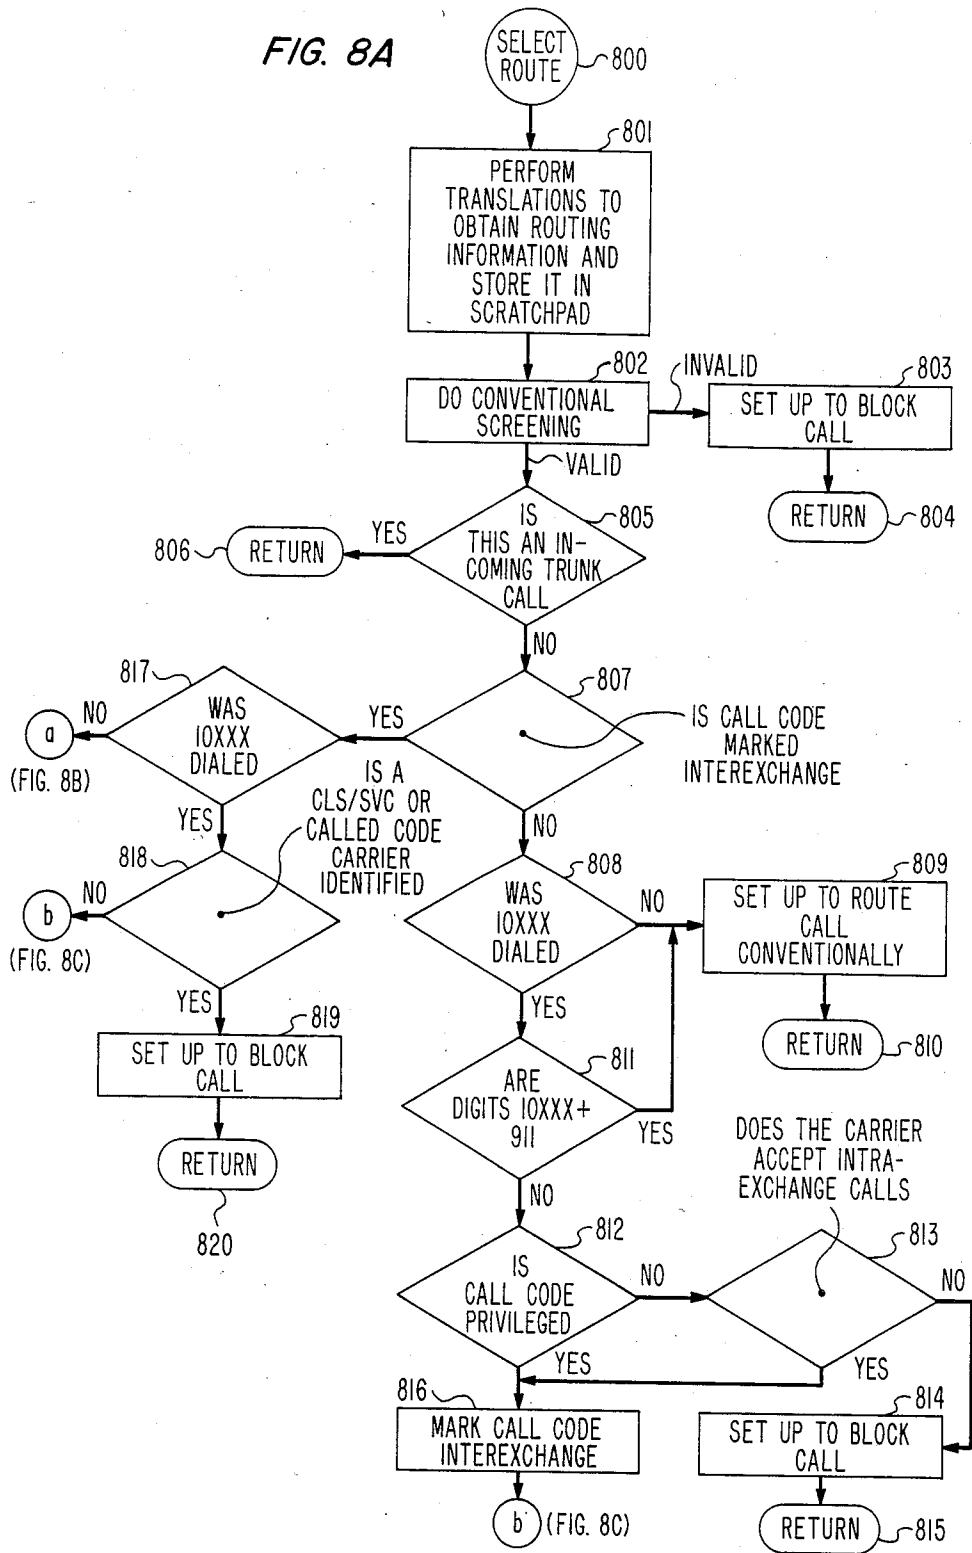 FIG. 8A
SELECT
ROUTE
800
801
PERFORM
TRANSLATIONS TO
OBTAIN ROUTING
INFORMATION AND
STORE IT IN
SCRATCHPAD
802
DO CONVENTIONAL
SCREENING
INVALID
803
SET UP TO BLOCK
CALL
RETURN
804
VALID
805
IS
THIS AN IN-
COMING TRUNK
CALL
YES
806
RETURN
NO
807
IS CALL CODE
MARKED
INTEREXCHANGE
YES
817
WAS
10XXX
DIALED
NO
a
(FIG. 8B)
YES
818
IS A
CLS/SVC OR
CALLED CODE
CARRIER
IDENTIFIED
NO
b
(FIG. 8C)
YES
819
SET UP TO BLOCK
CALL
RETURN
820
NO
808
WAS
10XXX
DIALED
NO
809
SET UP TO ROUTE
CALL
CONVENTIONALLY
RETURN
810
YES
811
ARE
DIGITS 10XXX+
911
YES
NO
812
IS
CALL CODE
PRIVILEGED
NO
DOES THE CARRIER
ACCEPT INTRA-
EXCHANGE CALLS
813
NO
YES
YES
814
SET UP TO BLOCK
CALL
RETURN
815
816
MARK CALL CODE
INTEREXCHANGE
b
(FIG. 8C)